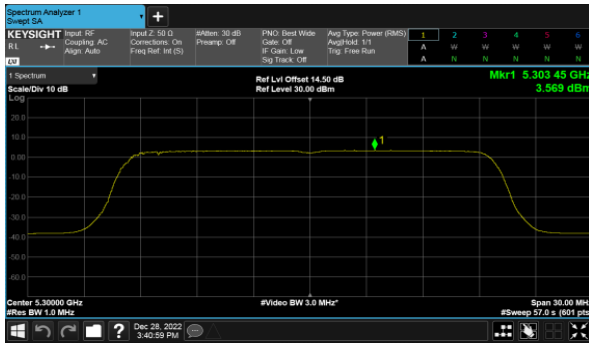 Spectrum Analyzer 1
Swept SA
+
KEYSIGHT
RL
Input: RF
Coupling: AC
Align: Auto
Input Z: 50 Ω
Corrections: On
Freq Ref: Int (S)
#Atten: 30 dB
Preamp: Off
PNO: Best Wide
Gate: Off
IF Gain: Low
Sig Track: Off
Avg Type: Power (RMS)
Avg|Hold: 1/1
Trig: Free Run
1 2 3 4 5 6
A W W W W W
A N N N N N
LXI
1 Spectrum
Scale/Div 10 dB
Ref Lvl Offset 14.50 dB
Ref Level 30.00 dBm
Mkr1 5.303 45 GHz
3.569 dBm
Log
20.0
10.0
0.00
-10.0
-20.0
-30.0
-40.0
-50.0
-60.0
1
Center 5.30000 GHz
#Res BW 1.0 MHz
#Video BW 3.0 MHz*
Span 30.00 MHz
#Sweep 57.0 s (601 pts)
?
Dec 28, 2022
3:40:59 PM